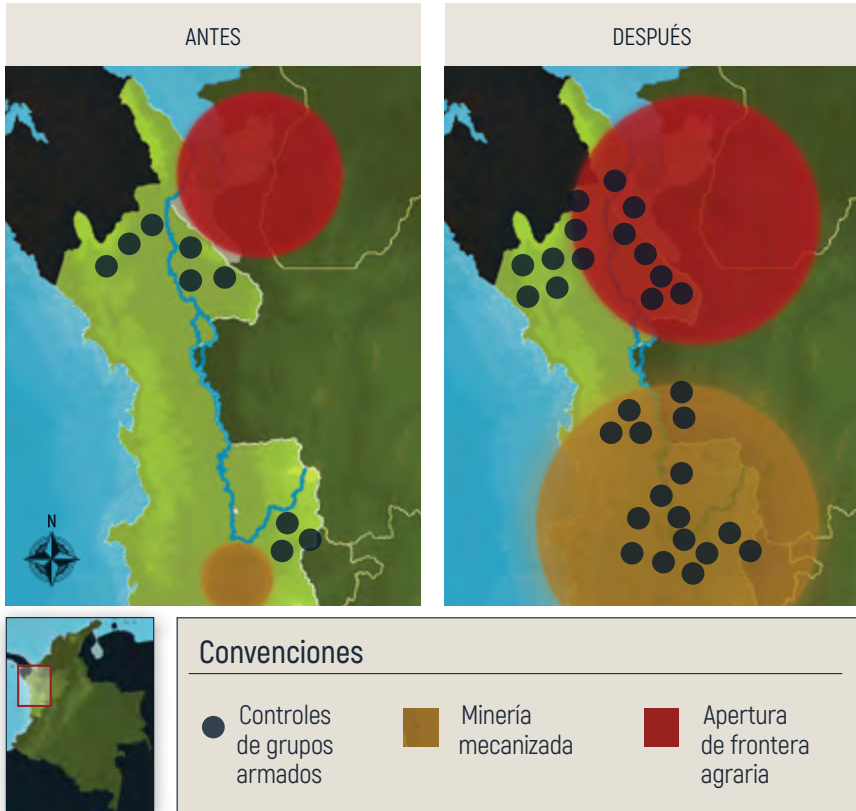 ANTES
DESPUÉS
N
Convenciones
Controles
de grupos
armados
Minería
mecanizada
Apertura
de frontera
agraria